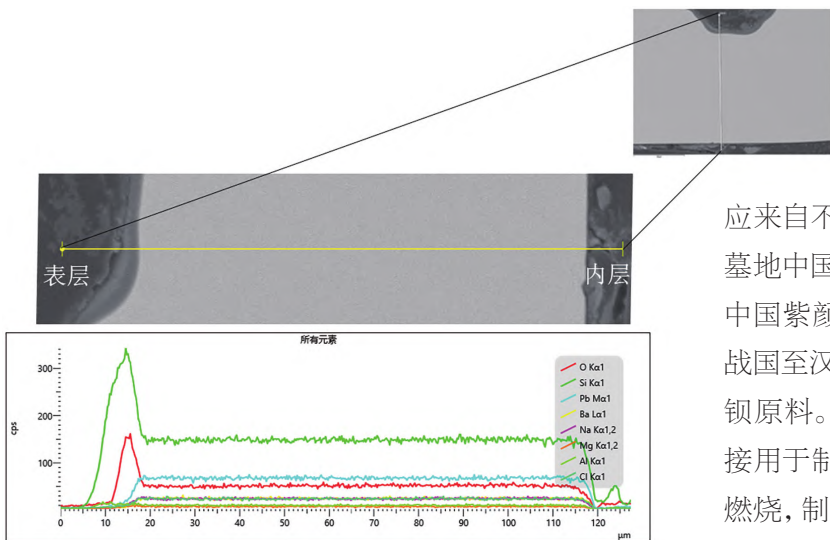 表层
内层
所有元素
cps
300
200
100
O Kα1
Si Kα1
Pb Mα1
Ba Lα1
Na Kα1,2
Mg Kα1,2
Al Kα1
Cl Kα1
0 10 20 30 40 50 60 70 80 90 100 110 120
μm
应来自不
墓地中国
中国紫颜
战国至汉
钡原料。
接用于制
燃烧,制